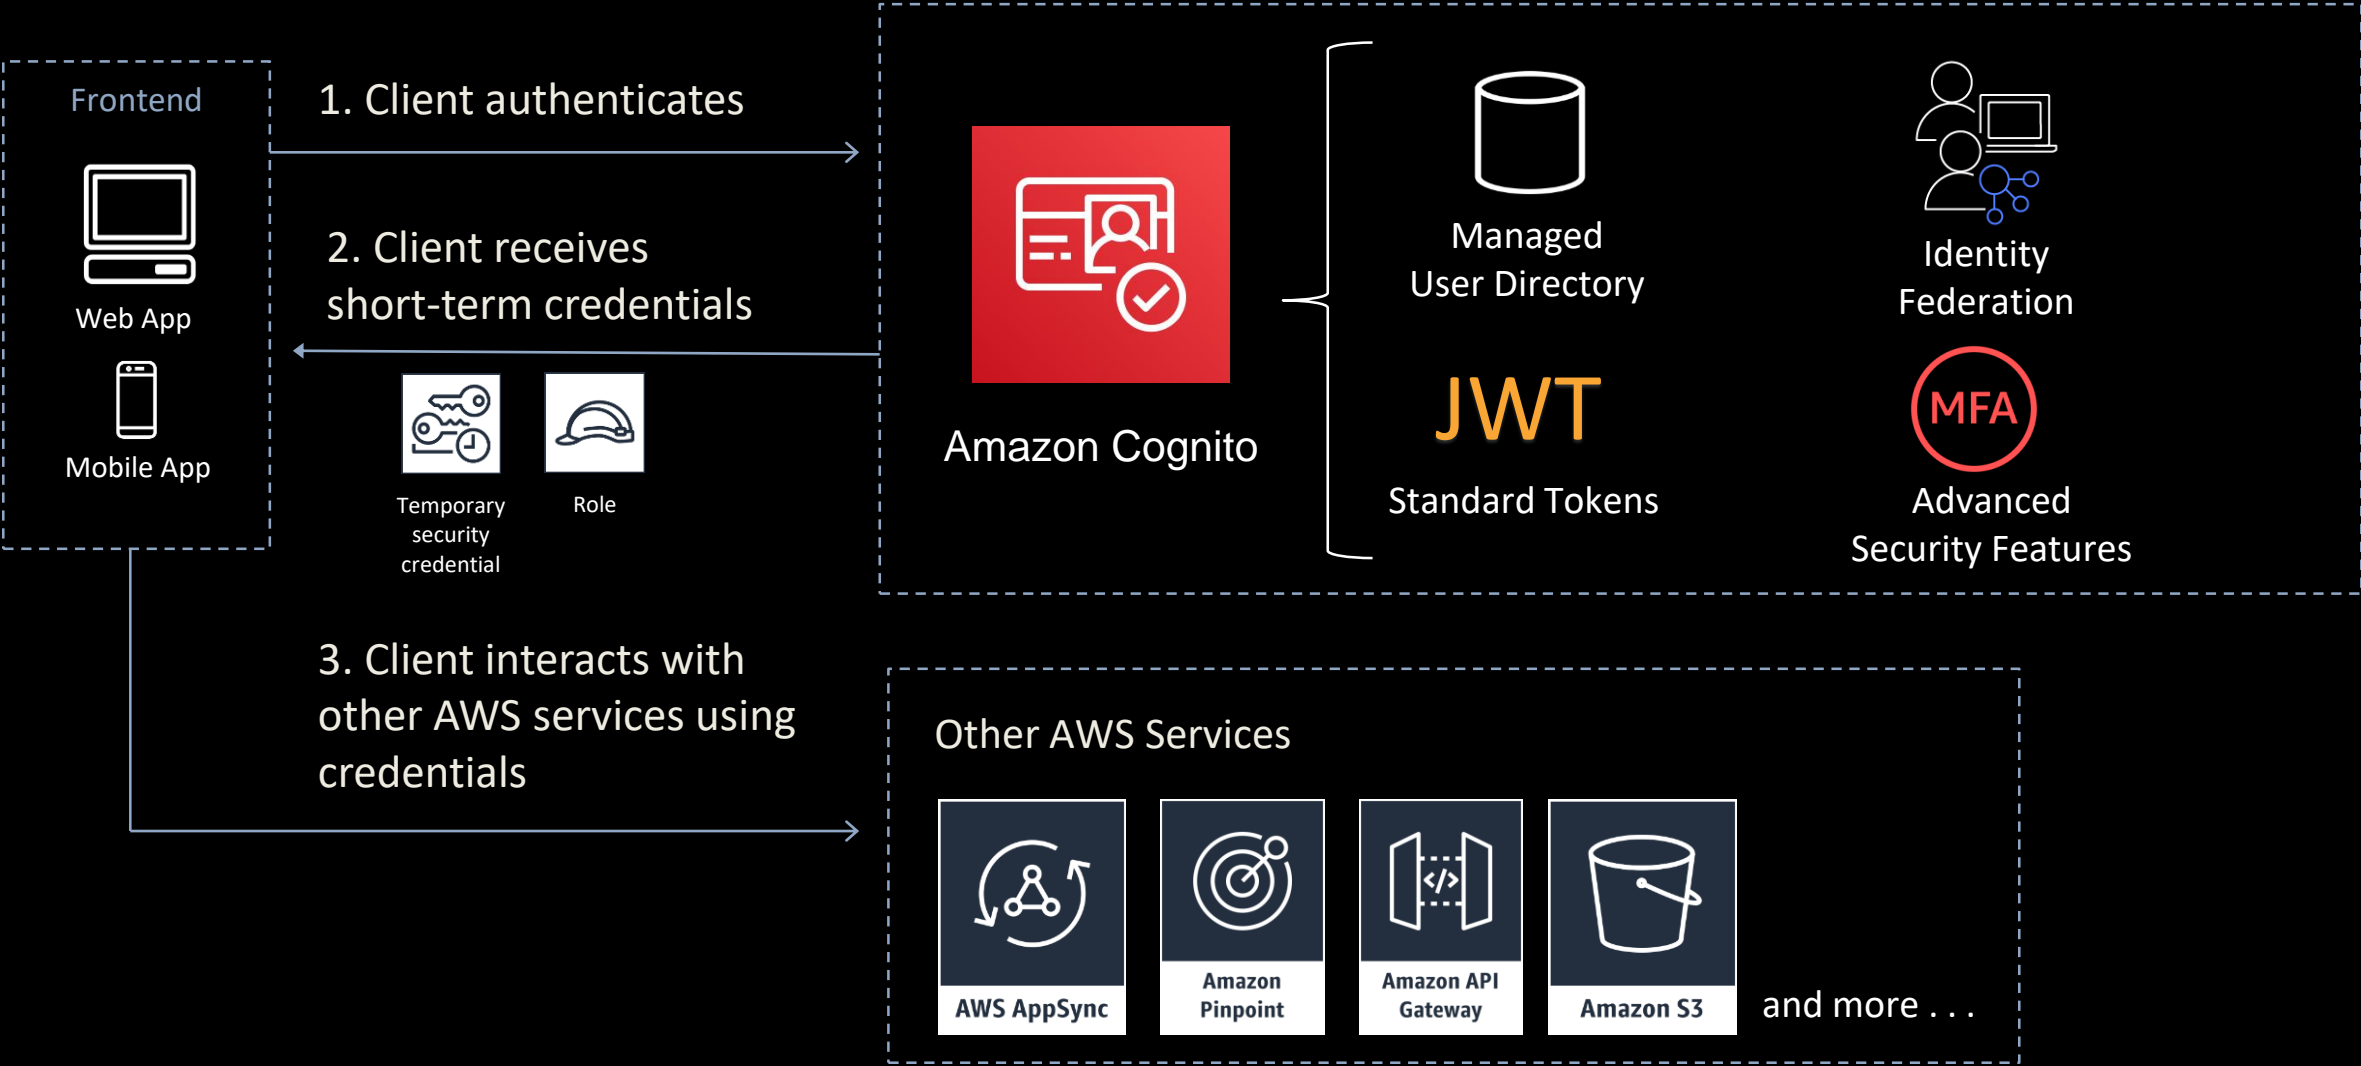 Frontend
Web App
Mobile App
1. Client authenticates
2. Client receives
short-term credentials
Temporary
security
credential
Role
3. Client interacts with
other AWS services using
credentials
Amazon Cognito
Managed
User Directory
Identity
Federation
JWT
Standard Tokens
MFA
Advanced
Security Features
Other AWS Services
</>
AWS AppSync
Amazon
Pinpoint
Amazon API
Gateway
Amazon S3
and more . . .